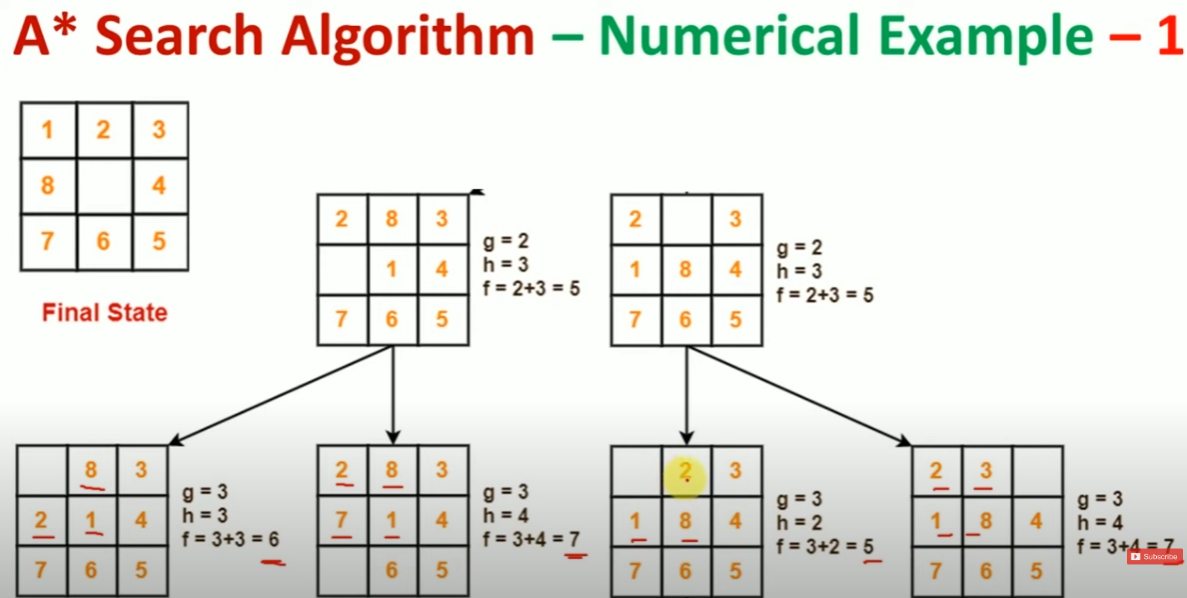 A* Search Algorithm – Numerical Example – 1
1 2 3
8 4
7 6 5
Final State
2 8 3
1 4
7 6 5
g = 2
h = 3
f = 2+3 = 5
2 3
1 8 4
7 6 5
g = 2
h = 3
f = 2+3 = 5
8 3
2 1 4
7 6 5
g = 3
h = 3
f = 3+3 = 6
2 8 3
7 1 4
6 5
g = 3
h = 4
f = 3+4 = 7
2 3
1 8 4
7 6 5
g = 3
h = 2
f = 3+2 = 5
2 3
1 8 4
7 6 5
g = 3
h = 4
f = 3+4 = 7
Subscribe